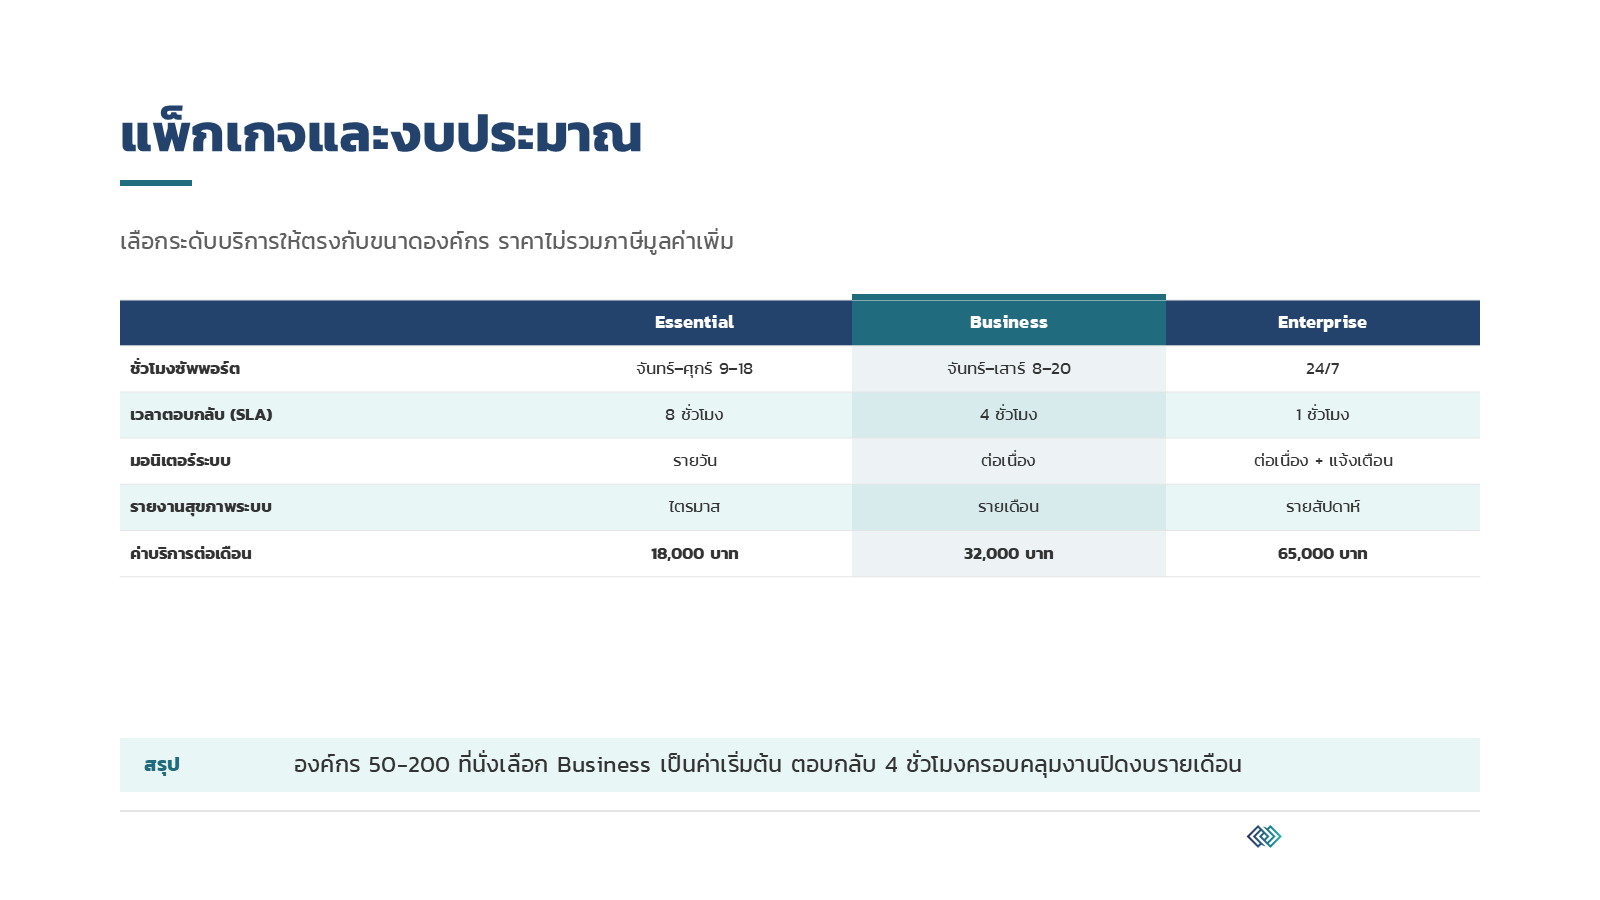 แพ็กเกจและงบประมาณ
เลือกระดับบริการให้ตรงกับขนาดองค์กร ราคาไม่รวมภาษีมูลค่าเพิ่ม
Essential Business Enterprise
ชั่วโมงซัพพอร์ต จันทร์–ศุกร์ 9–18 จันทร์–เสาร์ 8–20 24/7
เวลาตอบกลับ (SLA) 8 ชั่วโมง 4 ชั่วโมง 1 ชั่วโมง
มอนิเตอร์ระบบ รายวัน ต่อเนื่อง ต่อเนื่อง + แจ้งเตือน
รายงานสุขภาพระบบ ไตรมาส รายเดือน รายสัปดาห์
ค่าบริการต่อเดือน 18,000 บาท 32,000 บาท 65,000 บาท
สรุป องค์กร 50-200 ที่นั่งเลือก Business เป็นค่าเริ่มต้น ตอบกลับ 4 ชั่วโมงครอบคลุมงานปิดงบรายเดือน